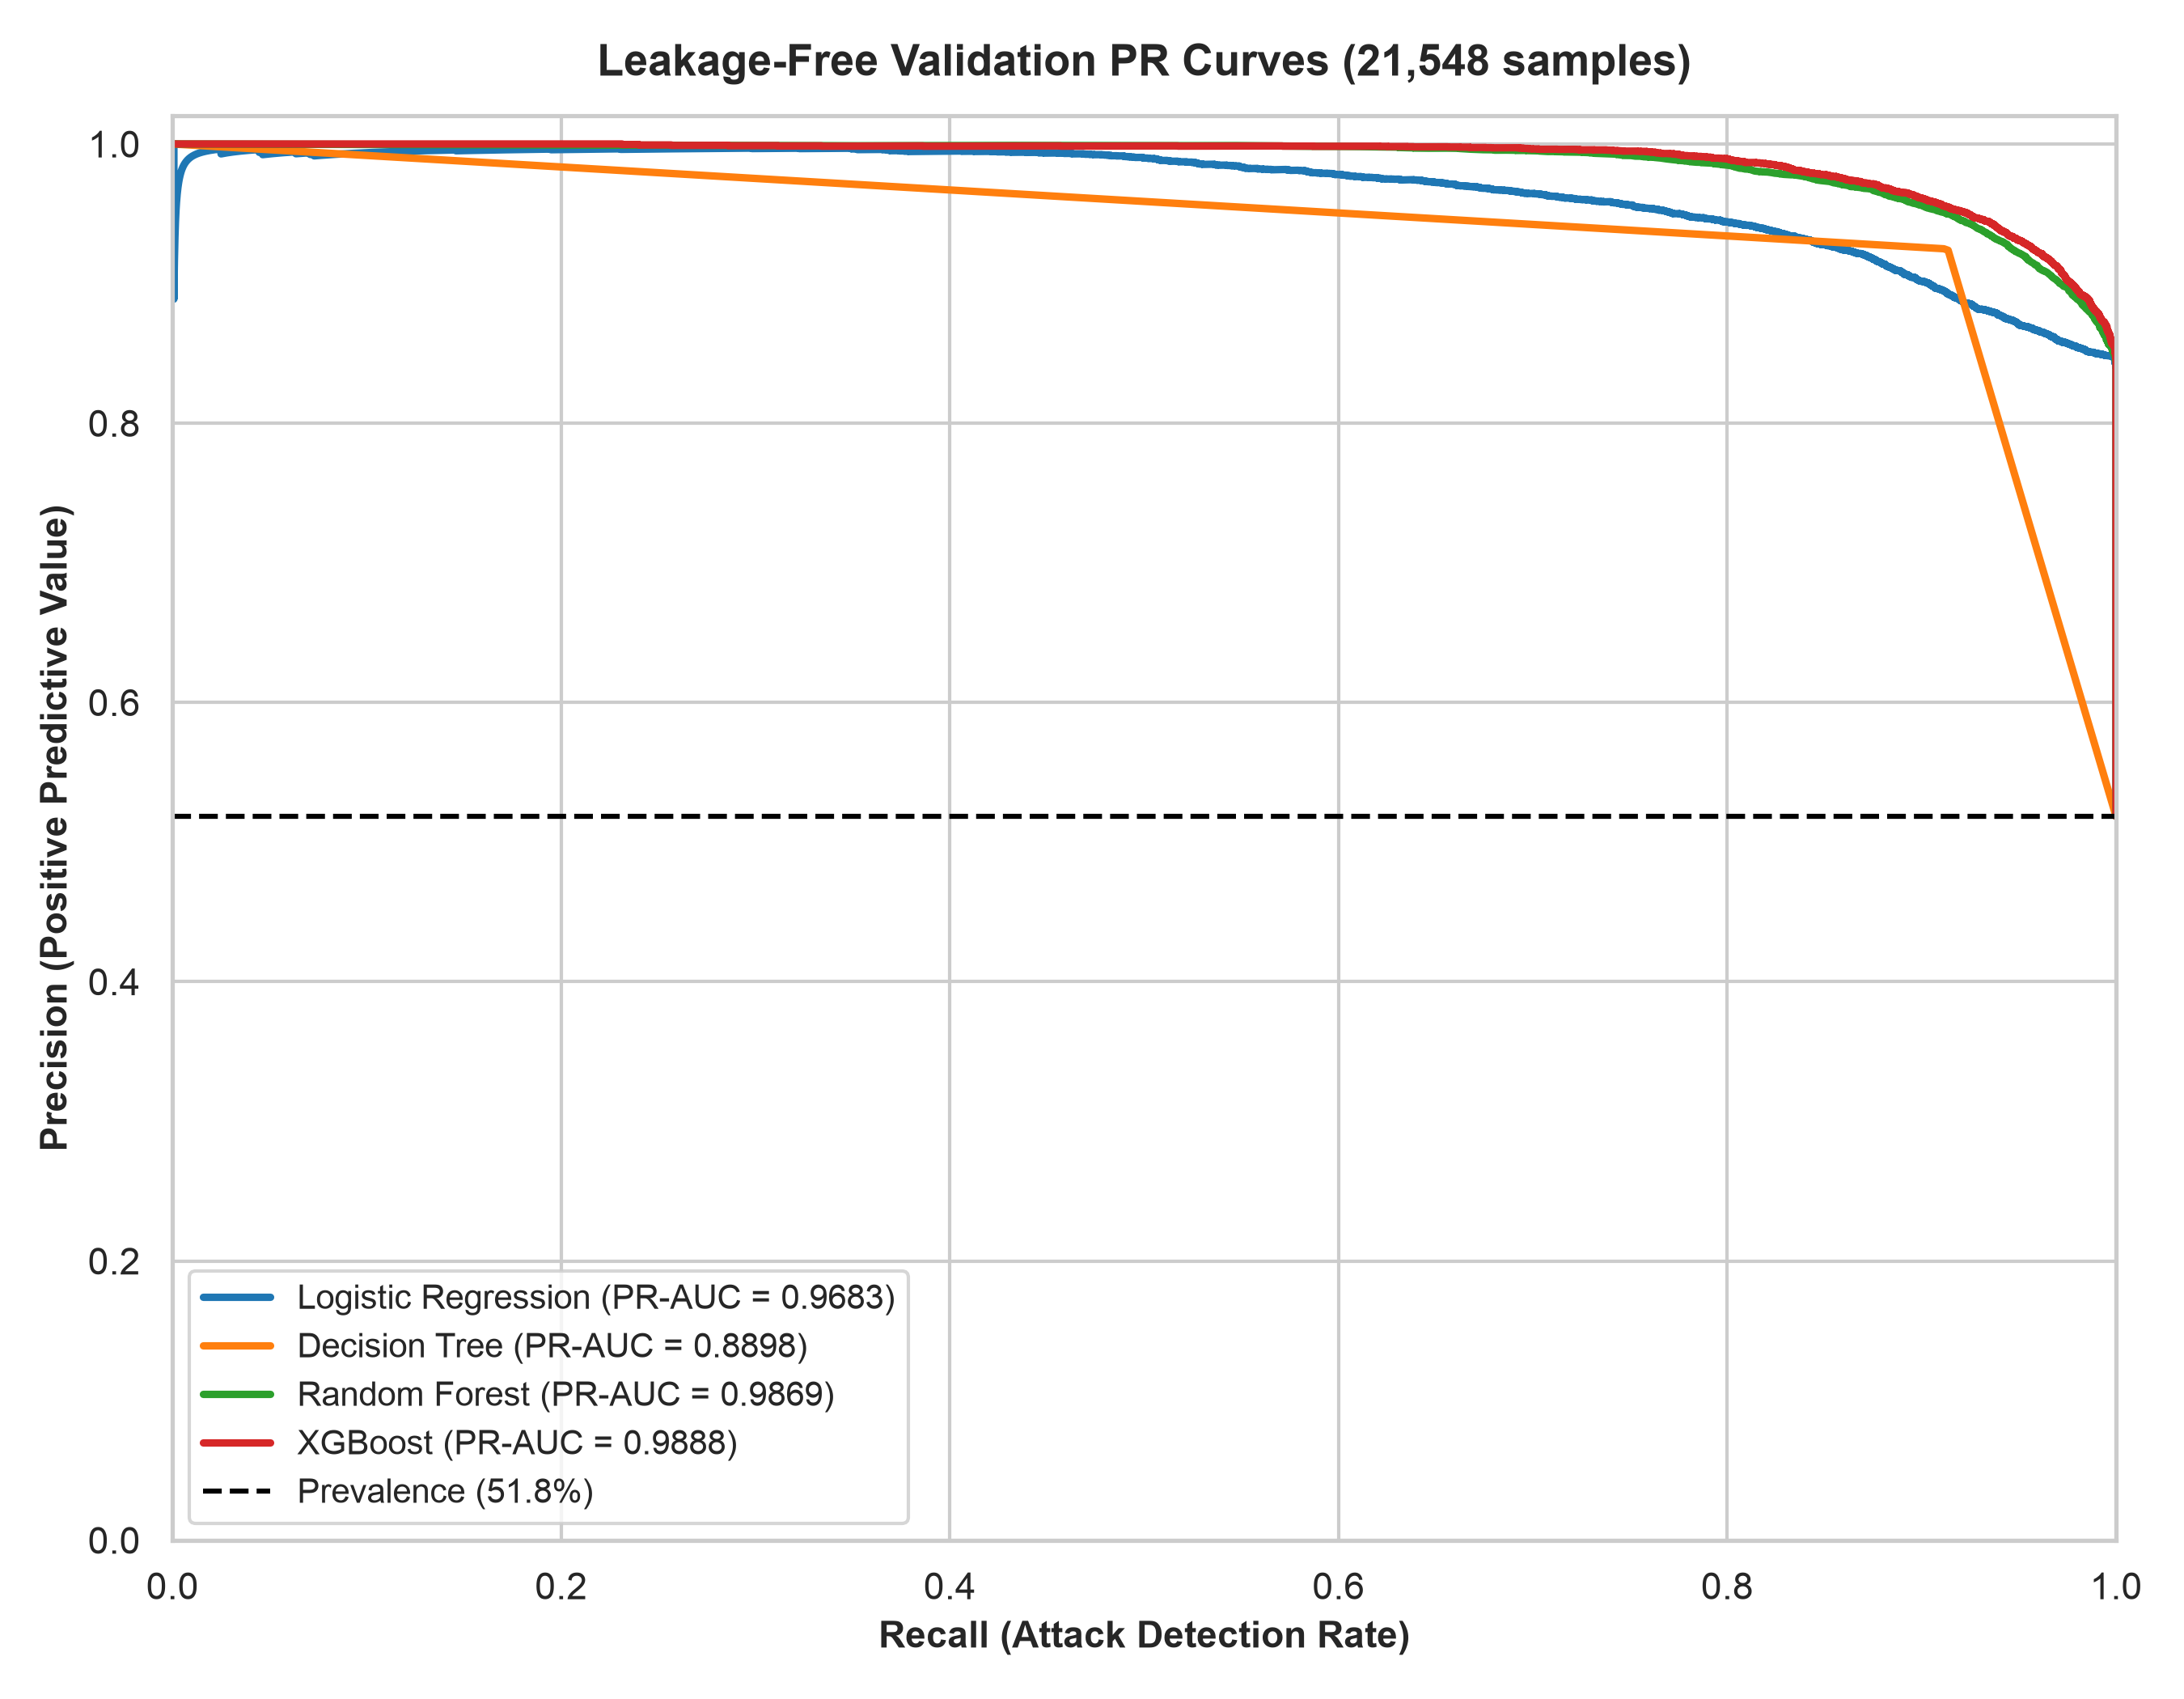 Leakage-Free Validation PR Curves (21,548 samples)
Precision (Positive Predictive Value)
1.0
0.8
0.6
0.4
0.2
0.0
Logistic Regression (PR-AUC = 0.9683)
Decision Tree (PR-AUC = 0.8898)
Random Forest (PR-AUC = 0.9869)
XGBoost (PR-AUC = 0.9888)
Prevalence (51.8%)
0.0 0.2 0.4 0.6 0.8 1.0
Recall (Attack Detection Rate)